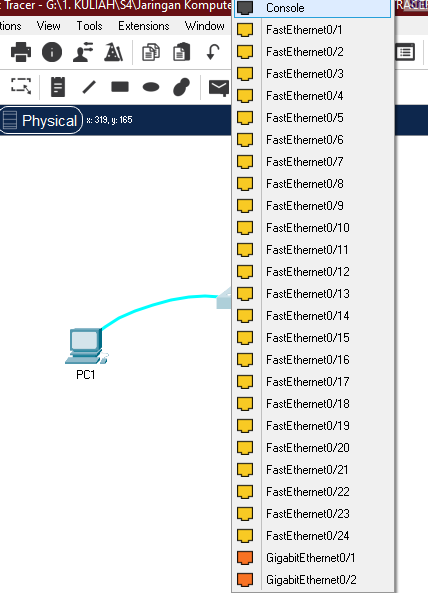 t Tracer - G:\1. KULIAH\S4\Jaringan Kompute
tions View Tools Extensions Window
Physical x: 319, y: 165
PC1
Console
FastEthernet0/1
FastEthernet0/2
FastEthernet0/3
FastEthernet0/4
FastEthernet0/5
FastEthernet0/6
FastEthernet0/7
FastEthernet0/8
FastEthernet0/9
FastEthernet0/10
FastEthernet0/11
FastEthernet0/12
FastEthernet0/13
FastEthernet0/14
FastEthernet0/15
FastEthernet0/16
FastEthernet0/17
FastEthernet0/18
FastEthernet0/19
FastEthernet0/20
FastEthernet0/21
FastEthernet0/22
FastEthernet0/23
FastEthernet0/24
GigabitEthernet0/1
GigabitEthernet0/2